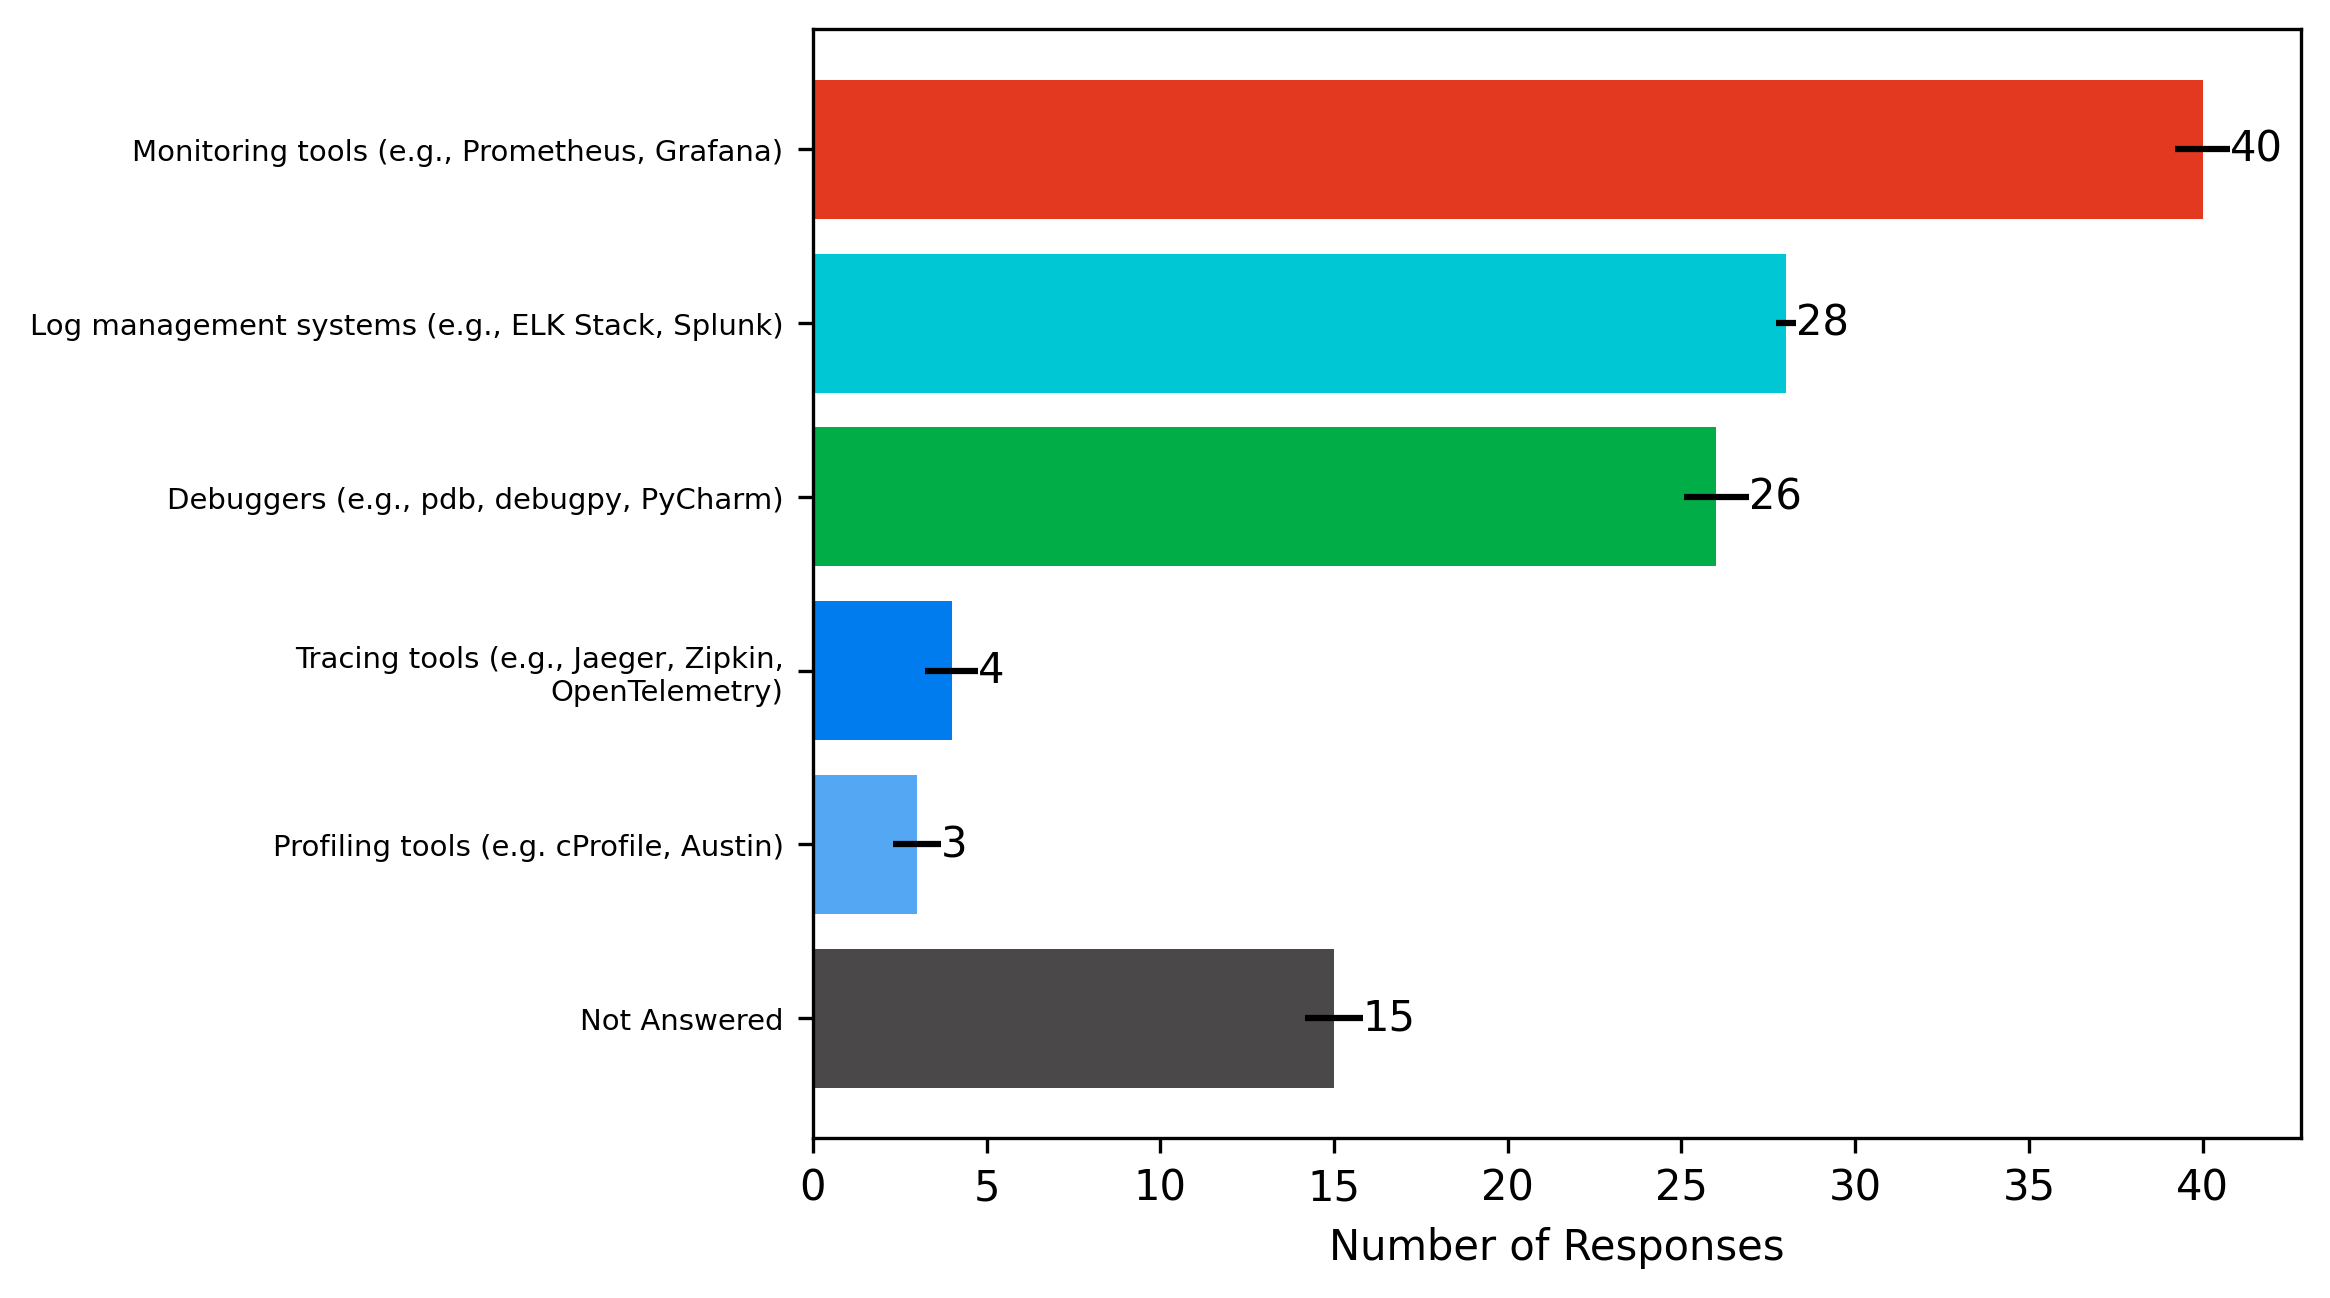 Monitoring tools (e.g., Prometheus, Grafana)
40
Log management systems (e.g., ELK Stack, Splunk)
28
Debuggers (e.g., pdb, debugpy, PyCharm)
26
Tracing tools (e.g., Jaeger, Zipkin,
OpenTelemetry)
4
Profiling tools (e.g. cProfile, Austin)
3
Not Answered
15
0 5 10 15 20 25 30 35 40
Number of Responses